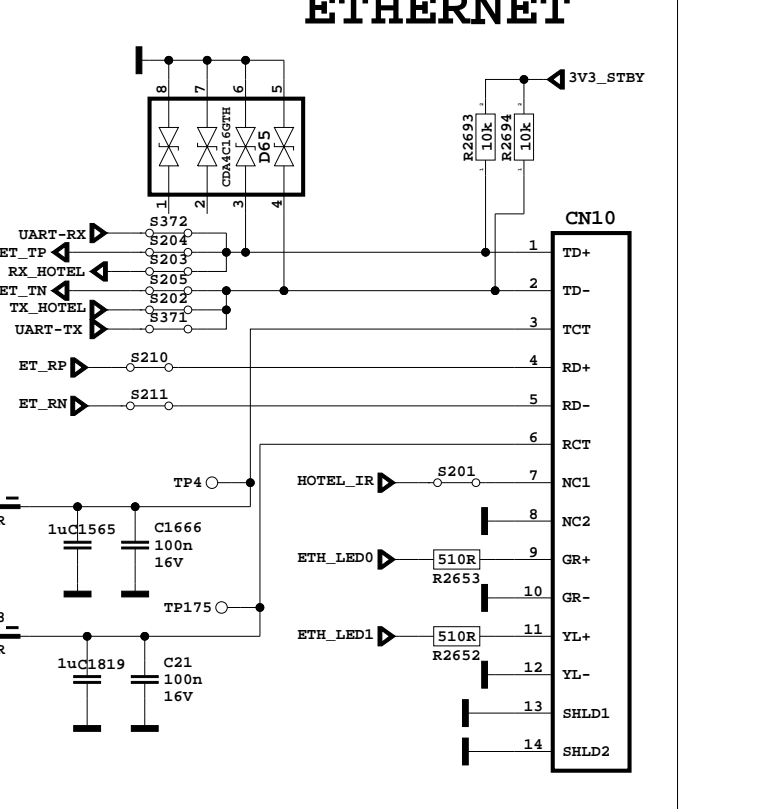 ETHERNET
8 7 6 5
3V3_STBY
CDA4C16GTH
D65
R2693
10k
R2694
10k
1 2 3 4
CN10
UART-RX
S372
ET_TP
S204
1
TD+
RX_HOTEL
S203
ET_TN
S205
2
TD-
TX_HOTEL
S202
UART-TX
S371
3
TCT
ET_RP
S210
4
RD+
ET_RN
S211
5
RD-
6
RCT
TP4
HOTEL_IR
S201
7
NC1
R
1u
C1565
C1666
100n
16V
8
NC2
ETH_LED0
510R
R2653
9
GR+
TP175
10
GR-
R
ETH_LED1
510R
R2652
11
YL+
1u
C1819
C21
100n
16V
12
YL-
13
SHLD1
14
SHLD2